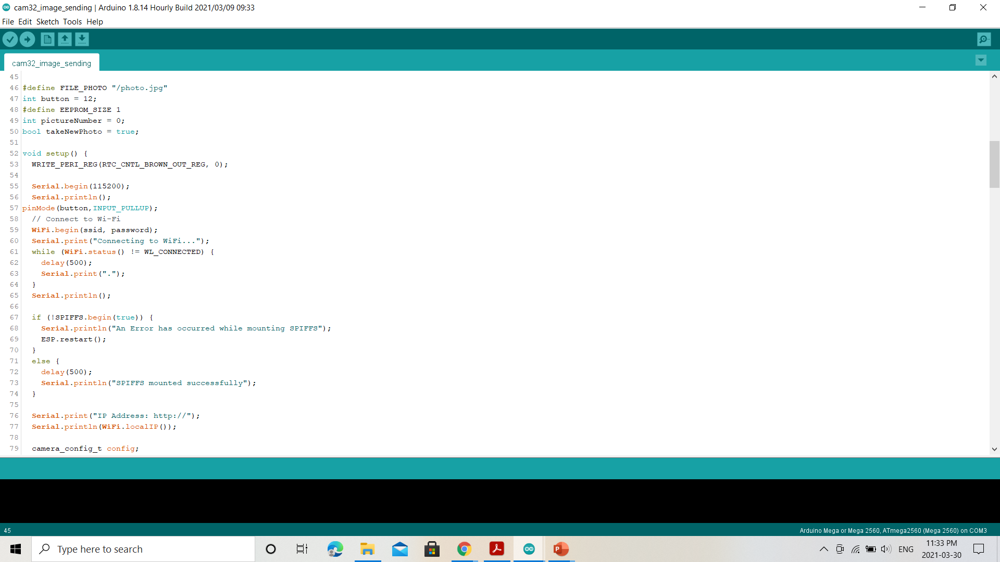 cam32_image_sending | Arduino 1.8.14 Hourly Build 2021/03/09 09:33
File Edit Sketch Tools Help
cam32_image_sending
45
46 #define FILE_PHOTO "/photo.jpg"
47 int button = 12;
48 #define EEPROM_SIZE 1
49 int pictureNumber = 0;
50 bool takeNewPhoto = true;
51
52 void setup() {
53   WRITE_PERI_REG(RTC_CNTL_BROWN_OUT_REG, 0);
54
55   Serial.begin(115200);
56   Serial.println();
57 pinMode(button,INPUT_PULLUP);
58   // Connect to Wi-Fi
59   WiFi.begin(ssid, password);
60   Serial.print("Connecting to WiFi...");
61   while (WiFi.status() != WL_CONNECTED) {
62     delay(500);
63     Serial.print(".");
64   }
65   Serial.println();
66
67   if (!SPIFFS.begin(true)) {
68     Serial.println("An Error has occurred while mounting SPIFFS");
69     ESP.restart();
70   }
71   else {
72     delay(500);
73     Serial.println("SPIFFS mounted successfully");
74   }
75
76   Serial.print("IP Address: http://");
77   Serial.println(WiFi.localIP());
78
79   camera_config_t config;
45
Arduino Mega or Mega 2560, ATmega2560 (Mega 2560) on COM3
Type here to search
ENG
11:33 PM
2021-03-30